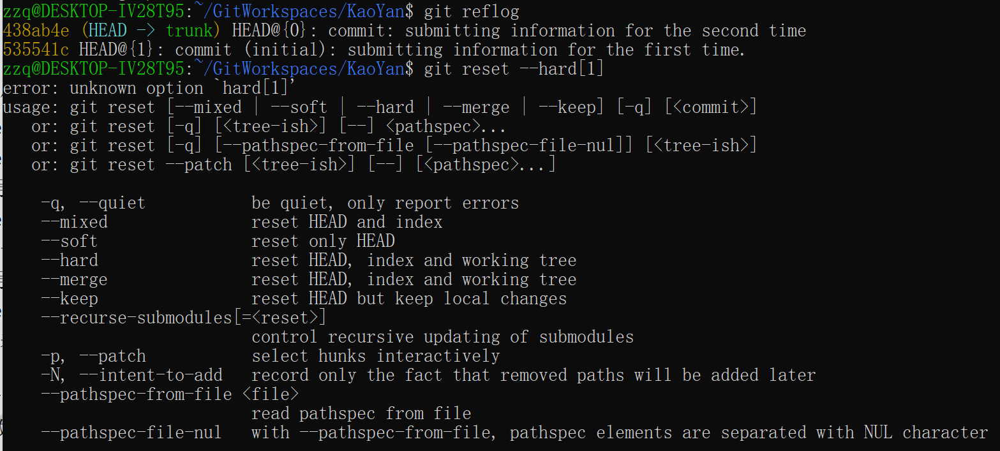 zzq@DESKTOP-IV28T95:~/GitWorkspaces/KaoYan$ git reflog
438ab4e (HEAD -> trunk) HEAD@{0}: commit: submitting information for the second time
535541c HEAD@{1}: commit (initial): submitting information for the first time.
zzq@DESKTOP-IV28T95:~/GitWorkspaces/KaoYan$ git reset --hard[1]
error: unknown option `hard[1]'
usage: git reset [--mixed | --soft | --hard | --merge | --keep] [-q] [<commit>]
   or: git reset [-q] [<tree-ish>] [--] <pathspec>...
   or: git reset [-q] [--pathspec-from-file [--pathspec-file-nul]] [<tree-ish>]
   or: git reset --patch [<tree-ish>] [--] [<pathspec>...]

    -q, --quiet           be quiet, only report errors
    --mixed               reset HEAD and index
    --soft                reset only HEAD
    --hard                reset HEAD, index and working tree
    --merge               reset HEAD, index and working tree
    --keep                reset HEAD but keep local changes
    --recurse-submodules[=<reset>]
                          control recursive updating of submodules
    -p, --patch           select hunks interactively
    -N, --intent-to-add   record only the fact that removed paths will be added later
    --pathspec-from-file <file>
                          read pathspec from file
    --pathspec-file-nul   with --pathspec-from-file, pathspec elements are separated with NUL character